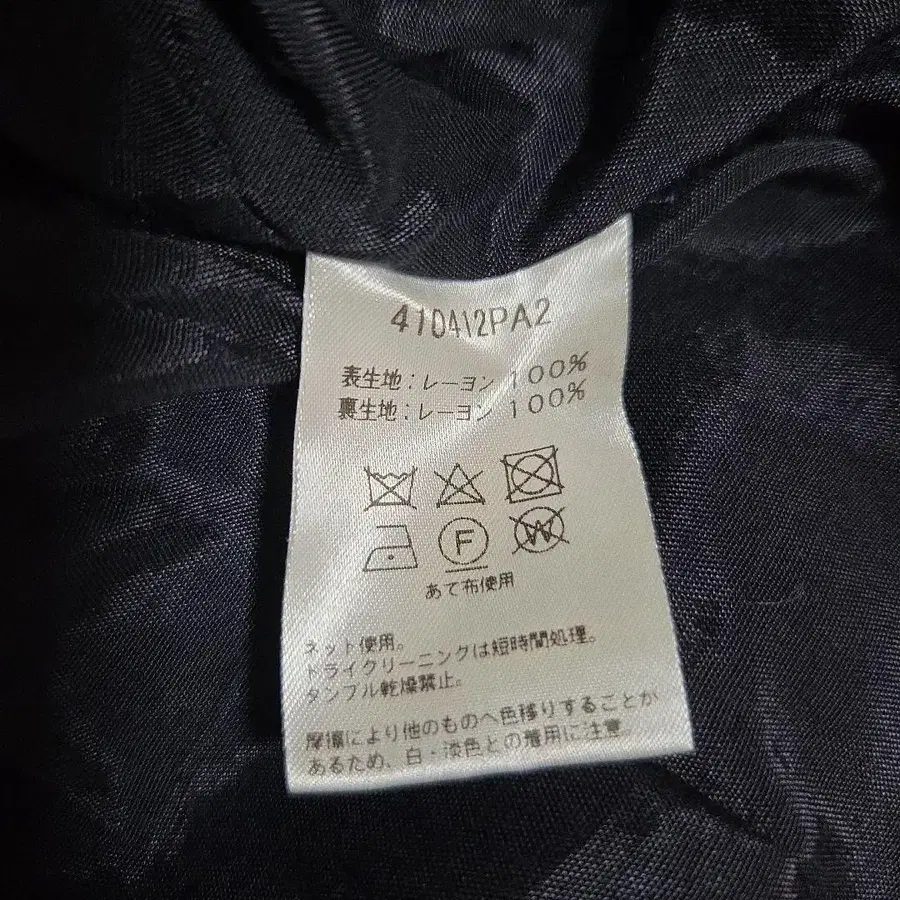 410412PA2
表生地：レーヨン 100%
裏生地：レーヨン 100%
F W
あて布使用
ネット使用。
ドライクリーニングは短時間処理。
タンブル乾燥禁止。
摩擦により他のものへ色移りすることが
あるため、白・淡色との着用に注意。